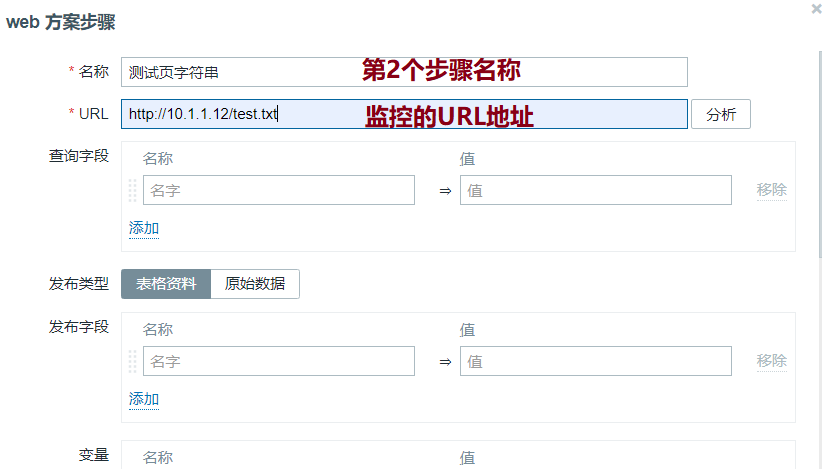 web 方案步骤
* 名称 测试页字符串 第2个步骤名称
* URL http://10.1.1.12/test.txt 监控的URL地址 分析
查询字段 名称 值
名字 ⇒ 值 移除
添加
发布类型 表格资料 原始数据
发布字段 名称 值
名字 ⇒ 值 移除
添加
变量 名称 值